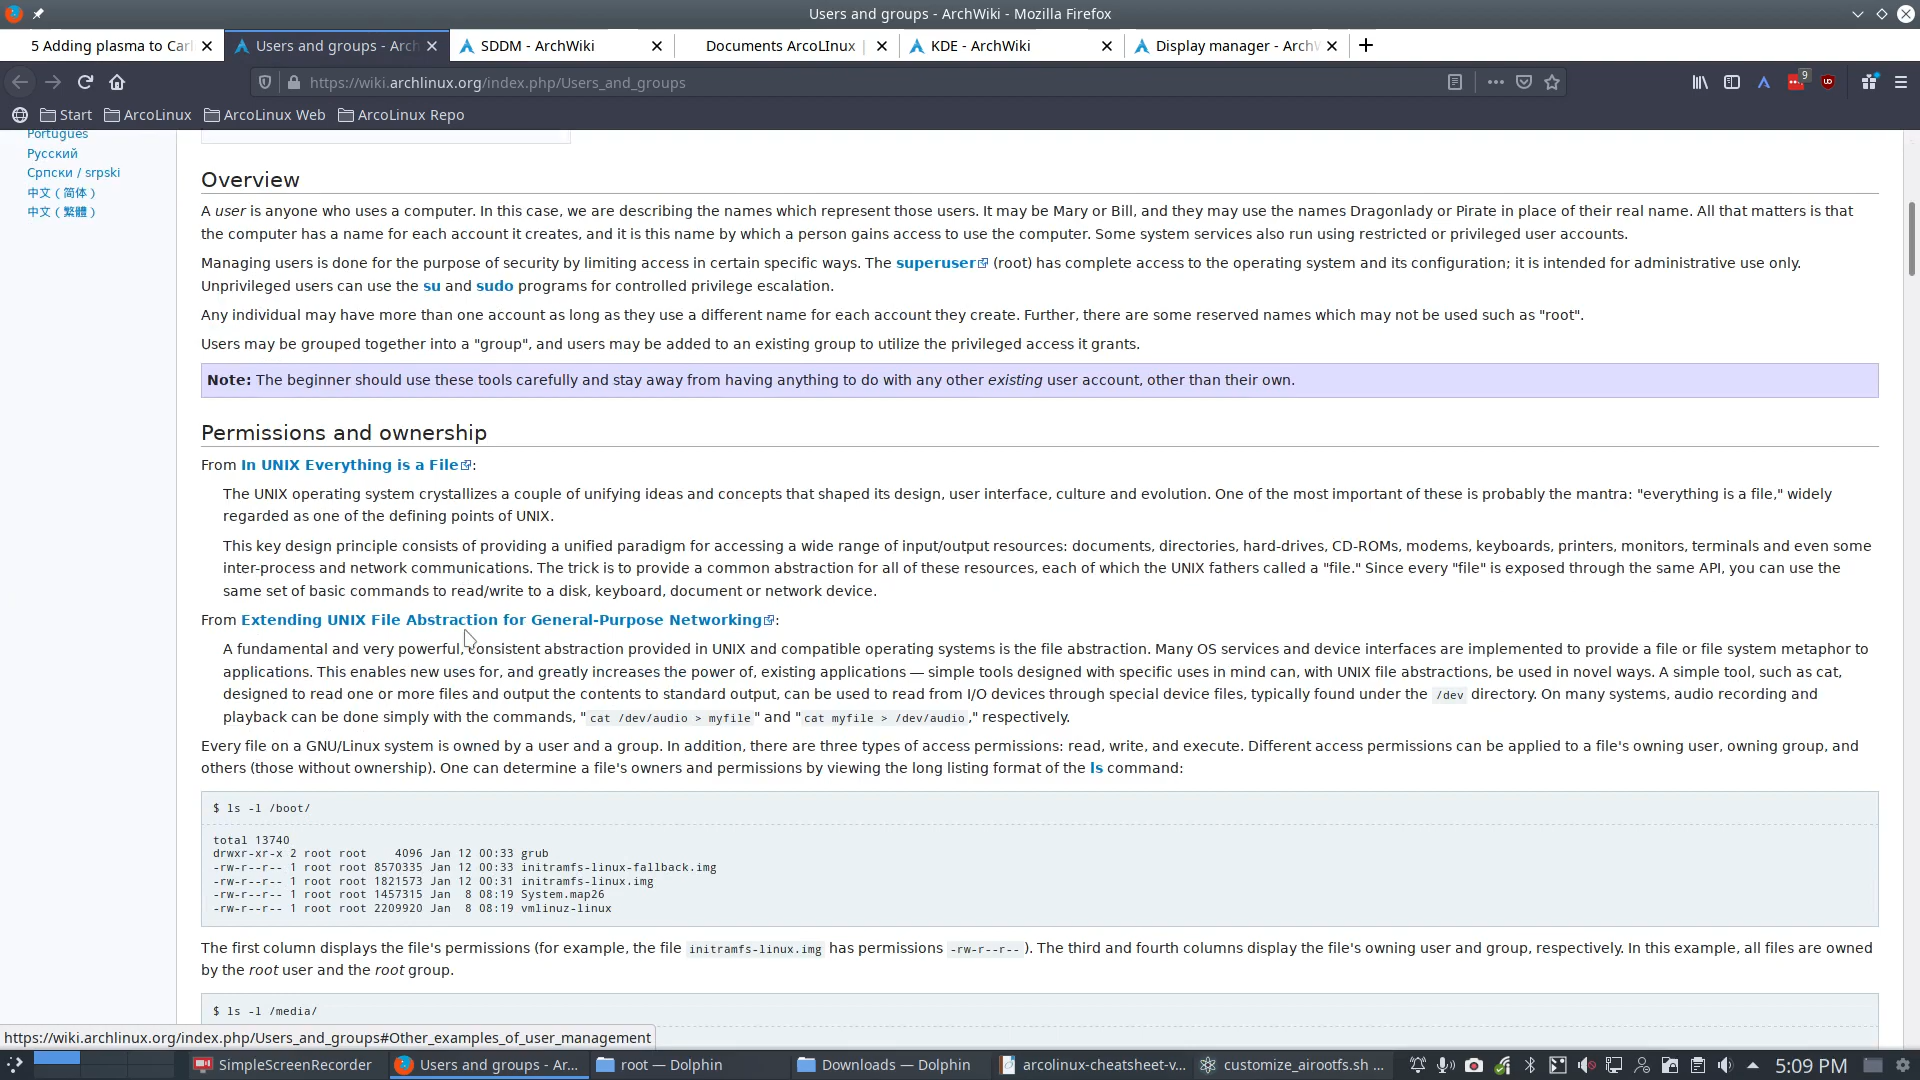 Users and groups - ArchWiki - Mozilla Firefox
5 Adding plasma to Carl
Users and groups - Arch
SDDM - ArchWiki
Documents ArcoLInux |
KDE - ArchWiki
Display manager - ArchW
https://wiki.archlinux.org/index.php/Users_and_groups
9
Start ArcoLinux ArcoLinux Web ArcoLinux Repo
Português
Русский
Српски / srpski
中文（简体）
中文（繁體）
Overview
A user is anyone who uses a computer. In this case, we are describing the names which represent those users. It may be Mary or Bill, and they may use the names Dragonlady or Pirate in place of their real name. All that matters is that
the computer has a name for each account it creates, and it is this name by which a person gains access to use the computer. Some system services also run using restricted or privileged user accounts.
Managing users is done for the purpose of security by limiting access in certain specific ways. The superuser (root) has complete access to the operating system and its configuration; it is intended for administrative use only.
Unprivileged users can use the su and sudo programs for controlled privilege escalation.
Any individual may have more than one account as long as they use a different name for each account they create. Further, there are some reserved names which may not be used such as "root".
Users may be grouped together into a "group", and users may be added to an existing group to utilize the privileged access it grants.
Note: The beginner should use these tools carefully and stay away from having anything to do with any other existing user account, other than their own.
Permissions and ownership
From In UNIX Everything is a File:
The UNIX operating system crystallizes a couple of unifying ideas and concepts that shaped its design, user interface, culture and evolution. One of the most important of these is probably the mantra: "everything is a file," widely
regarded as one of the defining points of UNIX.
This key design principle consists of providing a unified paradigm for accessing a wide range of input/output resources: documents, directories, hard-drives, CD-ROMs, modems, keyboards, printers, monitors, terminals and even some
inter-process and network communications. The trick is to provide a common abstraction for all of these resources, each of which the UNIX fathers called a "file." Since every "file" is exposed through the same API, you can use the
same set of basic commands to read/write to a disk, keyboard, document or network device.
From Extending UNIX File Abstraction for General-Purpose Networking:
A fundamental and very powerful, consistent abstraction provided in UNIX and compatible operating systems is the file abstraction. Many OS services and device interfaces are implemented to provide a file or file system metaphor to
applications. This enables new uses for, and greatly increases the power of, existing applications — simple tools designed with specific uses in mind can, with UNIX file abstractions, be used in novel ways. A simple tool, such as cat,
designed to read one or more files and output the contents to standard output, can be used to read from I/O devices through special device files, typically found under the /dev directory. On many systems, audio recording and
playback can be done simply with the commands, "cat /dev/audio > myfile" and "cat myfile > /dev/audio," respectively.
Every file on a GNU/Linux system is owned by a user and a group. In addition, there are three types of access permissions: read, write, and execute. Different access permissions can be applied to a file's owning user, owning group, and
others (those without ownership). One can determine a file's owners and permissions by viewing the long listing format of the ls command:
$ ls -l /boot/
total 13740
drwxr-xr-x 2 root root    4096 Jan 12 00:33 grub
-rw-r--r-- 1 root root 8570335 Jan 12 00:33 initramfs-linux-fallback.img
-rw-r--r-- 1 root root 1821573 Jan 12 00:31 initramfs-linux.img
-rw-r--r-- 1 root root 1457315 Jan  8 08:19 System.map26
-rw-r--r-- 1 root root 2209920 Jan  8 08:19 vmlinuz-linux
The first column displays the file's permissions (for example, the file initramfs-linux.img has permissions -rw-r--r--). The third and fourth columns display the file's owning user and group, respectively. In this example, all files are owned
by the root user and the root group.
$ ls -l /media/
https://wiki.archlinux.org/index.php/Users_and_groups#Other_examples_of_user_management
SimpleScreenRecorder
Users and groups - Ar...
root — Dolphin
Downloads — Dolphin
arcolinux-cheatsheet-v...
customize_airootfs.sh ...
5:09 PM